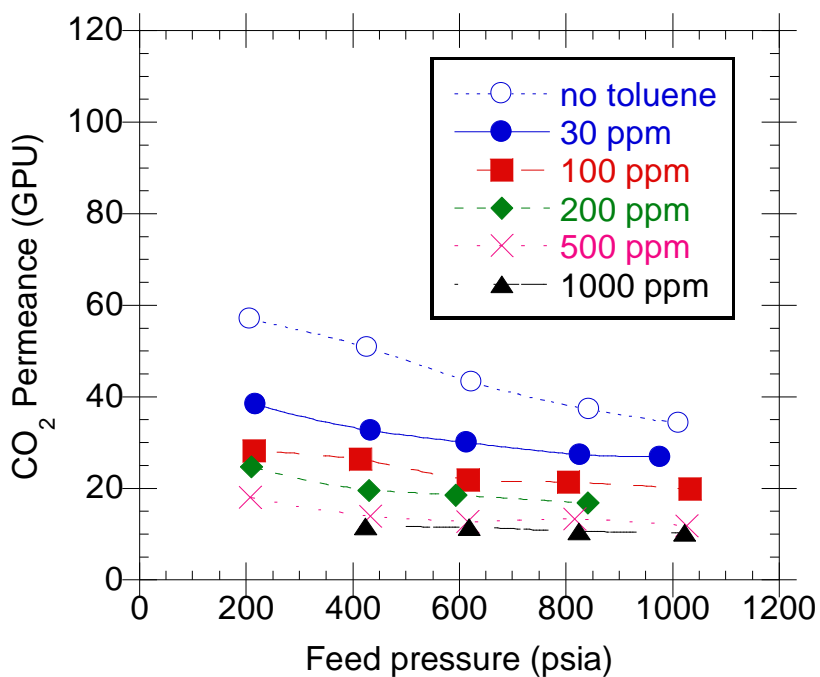 120
100
80
60
40
20
0
CO2 Permeance (GPU)
no toluene
30 ppm
100 ppm
200 ppm
500 ppm
1000 ppm
0 200 400 600 800 1000 1200
Feed pressure (psia)